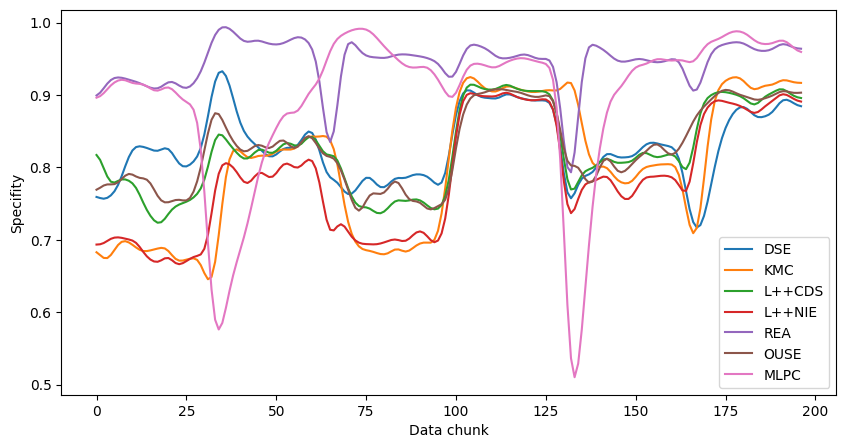 1.0
0.9
0.8
0.7
0.6
0.5
Specifity
0
25
50
75
100
125
150
175
200
Data chunk
DSE
KMC
L++CDS
L++NIE
REA
OUSE
MLPC